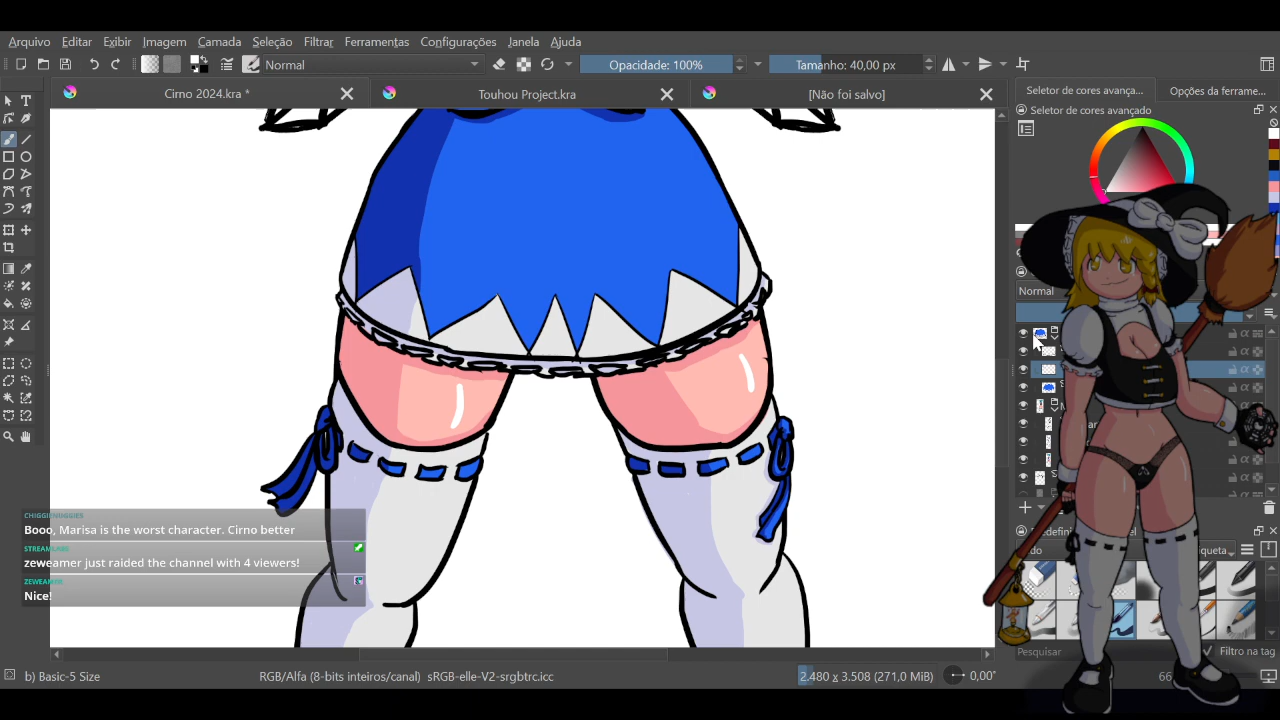 Arquivo Editar Exibir Imagem Camada Seleção Filtrar Ferramentas Configurações Janela Ajuda
Normal Opacidade: 100% Tamanho: 40,00 px
Cirno 2024.kra * Touhou Project.kra [Não foi salvo]
Seletor de cores avança... Opções da ferrame...
Seletor de cores avançado
Normal
CHIGGIE
Booo, Marisa is the worst character. Cirno better
STREAMLABS
zeweamer just raided the channel with 4 viewers!
ZEWEAMER
Nice!
Pesquisar Filtro na tag
b) Basic-5 Size RGB/Alfa (8-bits inteiros/canal) sRGB-elle-V2-srgbtrc.icc 2.480 x 3.508 (271,0 MiB) 0,00° 66